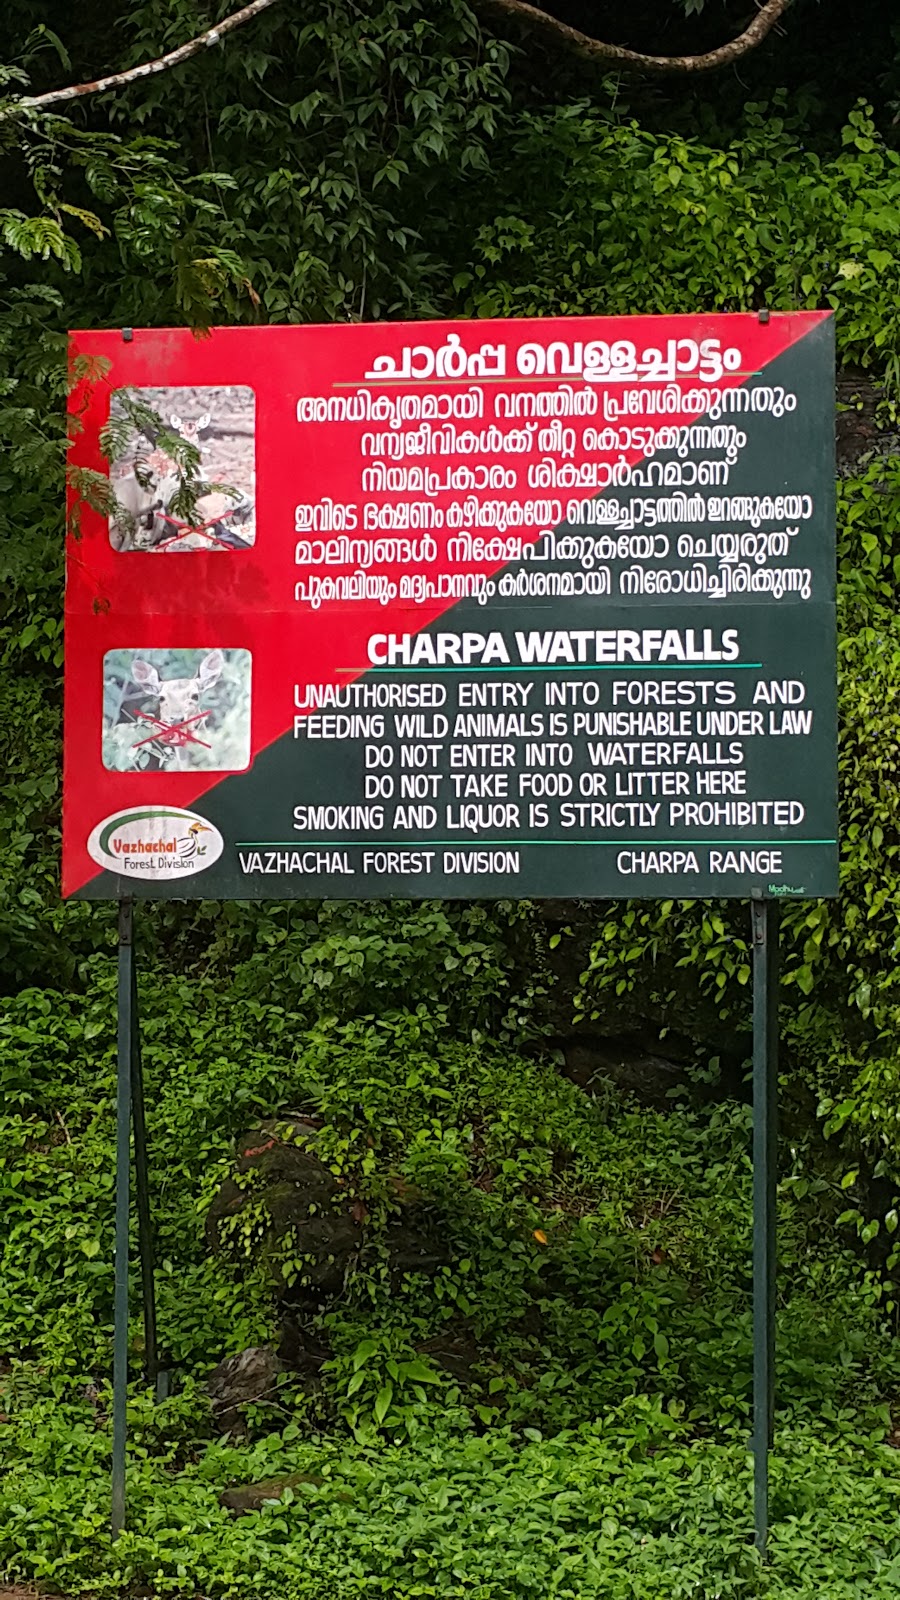 ചാർപ്പ വെള്ളച്ചാട്ടം
അനധികൃതമായി വനത്തിൽ പ്രവേശിക്കുന്നതും
വന്യജീവികൾക്ക് തീറ്റ കൊടുക്കുന്നതും
നിയമപ്രകാരം ശിക്ഷാർഹമാണ്
ഇവിടെ ഭക്ഷണം കഴിക്കുകയോ വെള്ളച്ചാട്ടത്തിൽ ഇറങ്ങുകയോ
മാലിന്യങ്ങൾ നിക്ഷേപിക്കുകയോ ചെയ്യരുത്
പുകവലിയും മദ്യപാനവും കർശനമായി നിരോധിച്ചിരിക്കുന്നു
CHARPA WATERFALLS
UNAUTHORISED ENTRY INTO FORESTS AND
FEEDING WILD ANIMALS IS PUNISHABLE UNDER LAW
DO NOT ENTER INTO WATERFALLS
DO NOT TAKE FOOD OR LITTER HERE
SMOKING AND LIQUOR IS STRICTLY PROHIBITED
Vazhachal
Forest Division
VAZHACHAL FOREST DIVISION CHARPA RANGE